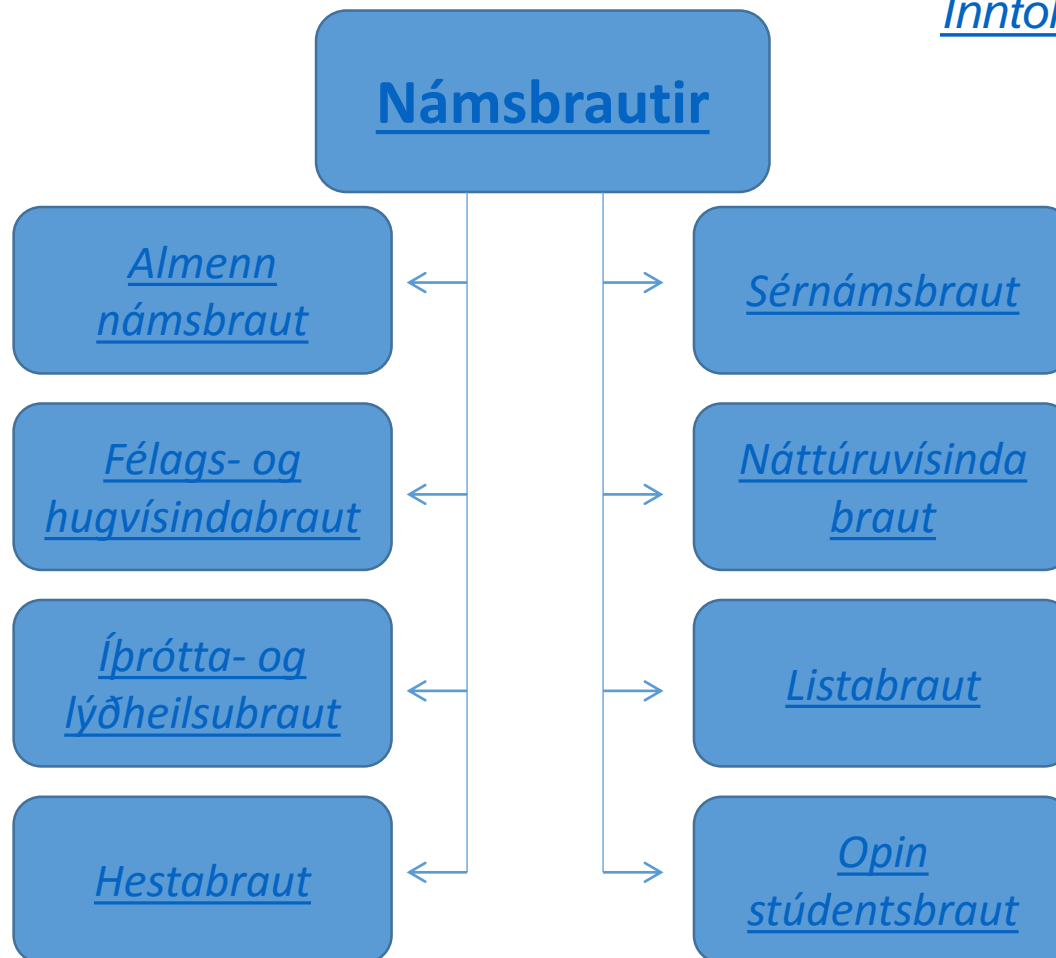 Námsbrautir
Almenn
námsbraut
Sérnámsbraut
Félags- og
hugvísindabraut
Náttúruvísinda
braut
Íþrótta- og
lýðheilsubraut
Listabraut
Hestabraut
Opin
stúdentsbraut